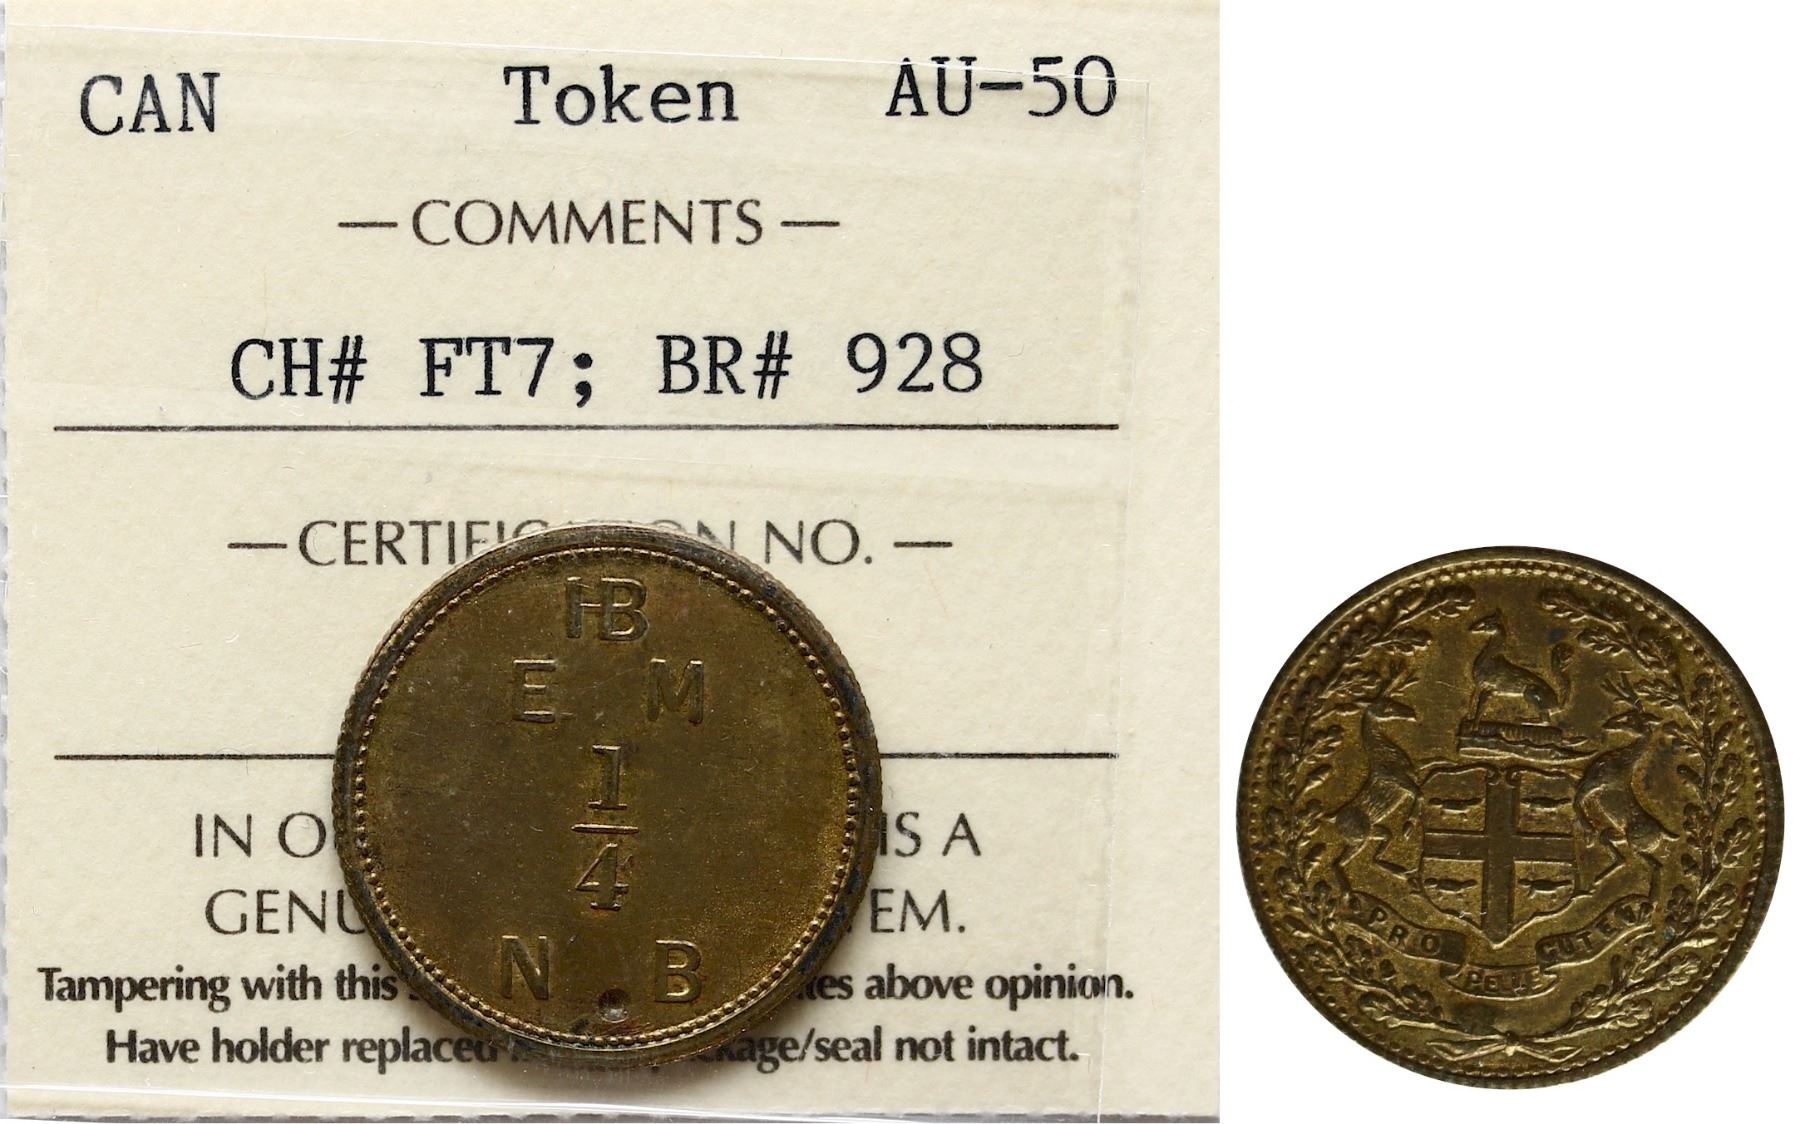 CAN Token AU-50
— COMMENTS —
CH# FT7; BR# 928
— CERTIFICATION NO. —
IN O IS A
GENU EM.
Tampering with this tes above opinion.
Have holder replaced kage/seal not intact.
HB
E M
1
4
N B
PRO
PELLE
CUTEM